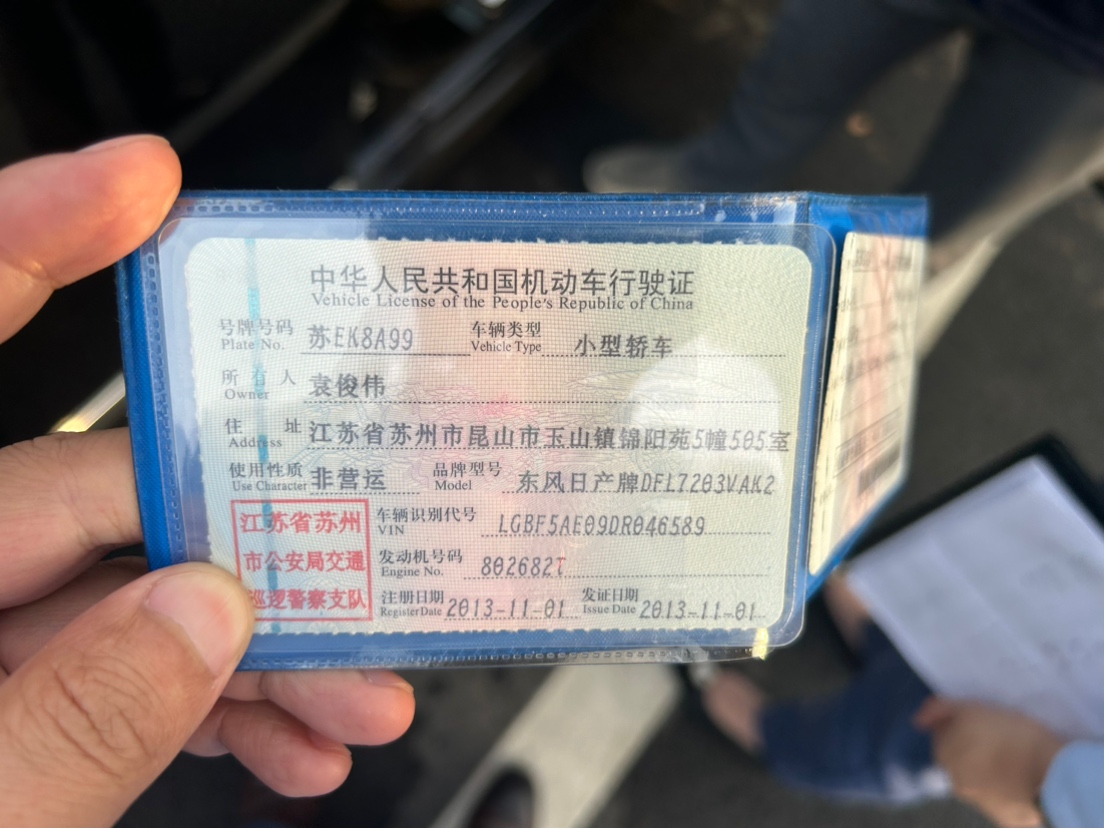 中华人民共和国机动车行驶证
Vehicle License of the People's Republic of China
号牌号码 苏EK8A99 车辆类型 小型轿车
Plate No. Vehicle Type
所有人 袁俊伟
Owner
住址 江苏省苏州市昆山市玉山镇锦阳苑5幢505室
Address
使用性质 非营运 品牌型号 东风日产牌DFL7203VAK2
Use Character Model
江苏省苏州 车辆识别代号 LGBF5AE09DR046589
VIN
市公安局交通 发动机号码 802682T
Engine No.
巡逻警察支队 注册日期 2013-11-01 发证日期 2013-11-01
Register Date Issue Date